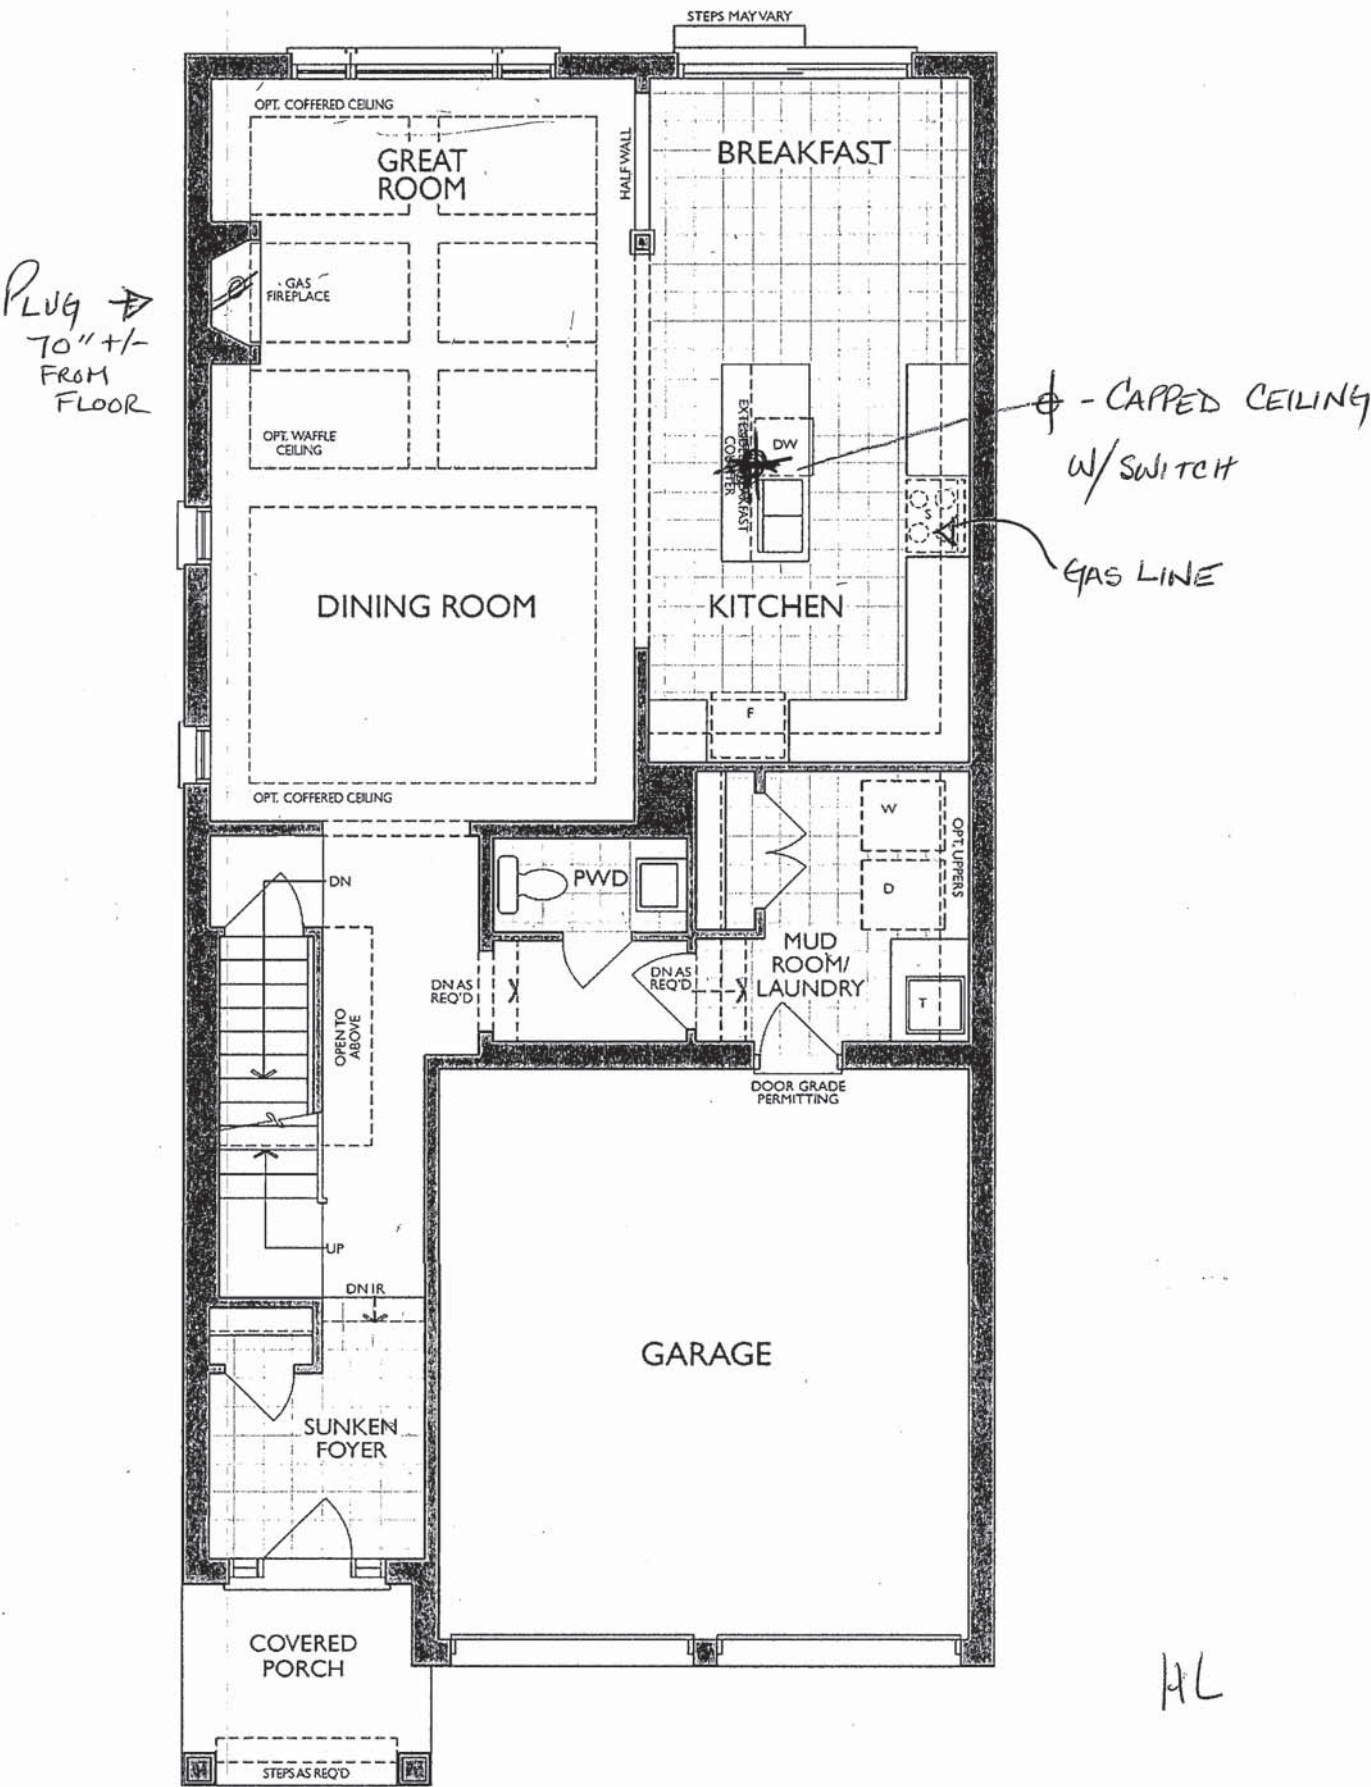 STEPS MAY VARY
OPT. COFFERED CEILING
GREAT
ROOM
HALF WALL
BREAKFAST
GAS
FIREPLACE
PLUG
70" +/-
FROM
FLOOR
OPT. WAFFLE
CEILING
DW
ϕ - CAPPED CEILING
W/ SWITCH
S
GAS LINE
DINING ROOM
KITCHEN
F
OPT. COFFERED CEILING
W
D
OPT. UPPERS
DN
PWD
MUD
ROOM/
LAUNDRY
DN AS
REQ'D
DN AS
REQ'D
T
OPEN TO
ABOVE
DOOR GRADE
PERMITTING
UP
DN 1R
GARAGE
SUNKEN
FOYER
COVERED
PORCH
HL
STEPS AS REQ'D